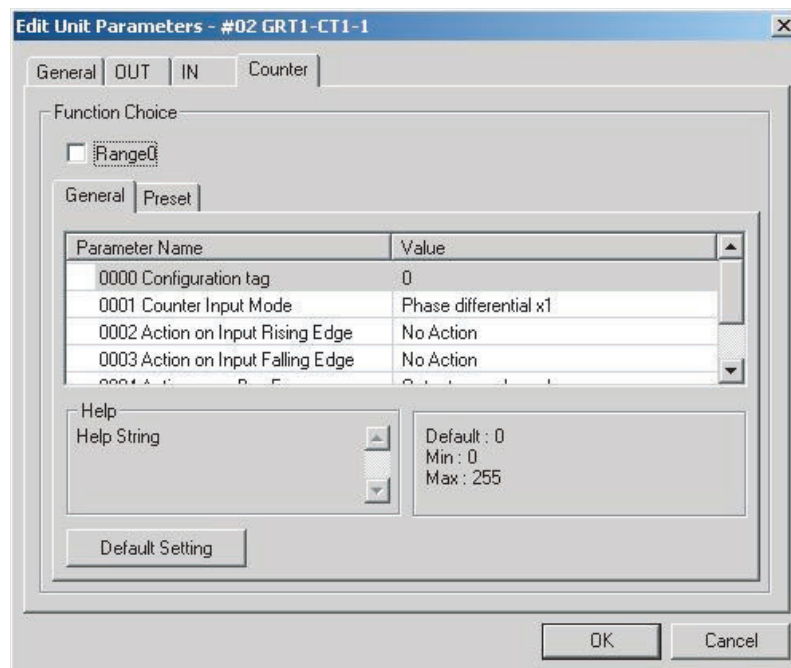 Edit Unit Parameters - #02 GRT1-CT1-1
General OUT IN Counter
Function Choice
Range0
General Preset
Parameter Name Value
0000 Configuration tag 0
0001 Counter Input Mode Phase differential x1
0002 Action on Input Rising Edge No Action
0003 Action on Input Falling Edge No Action
Help
Help String
Default : 0
Min : 0
Max : 255
Default Setting
OK Cancel